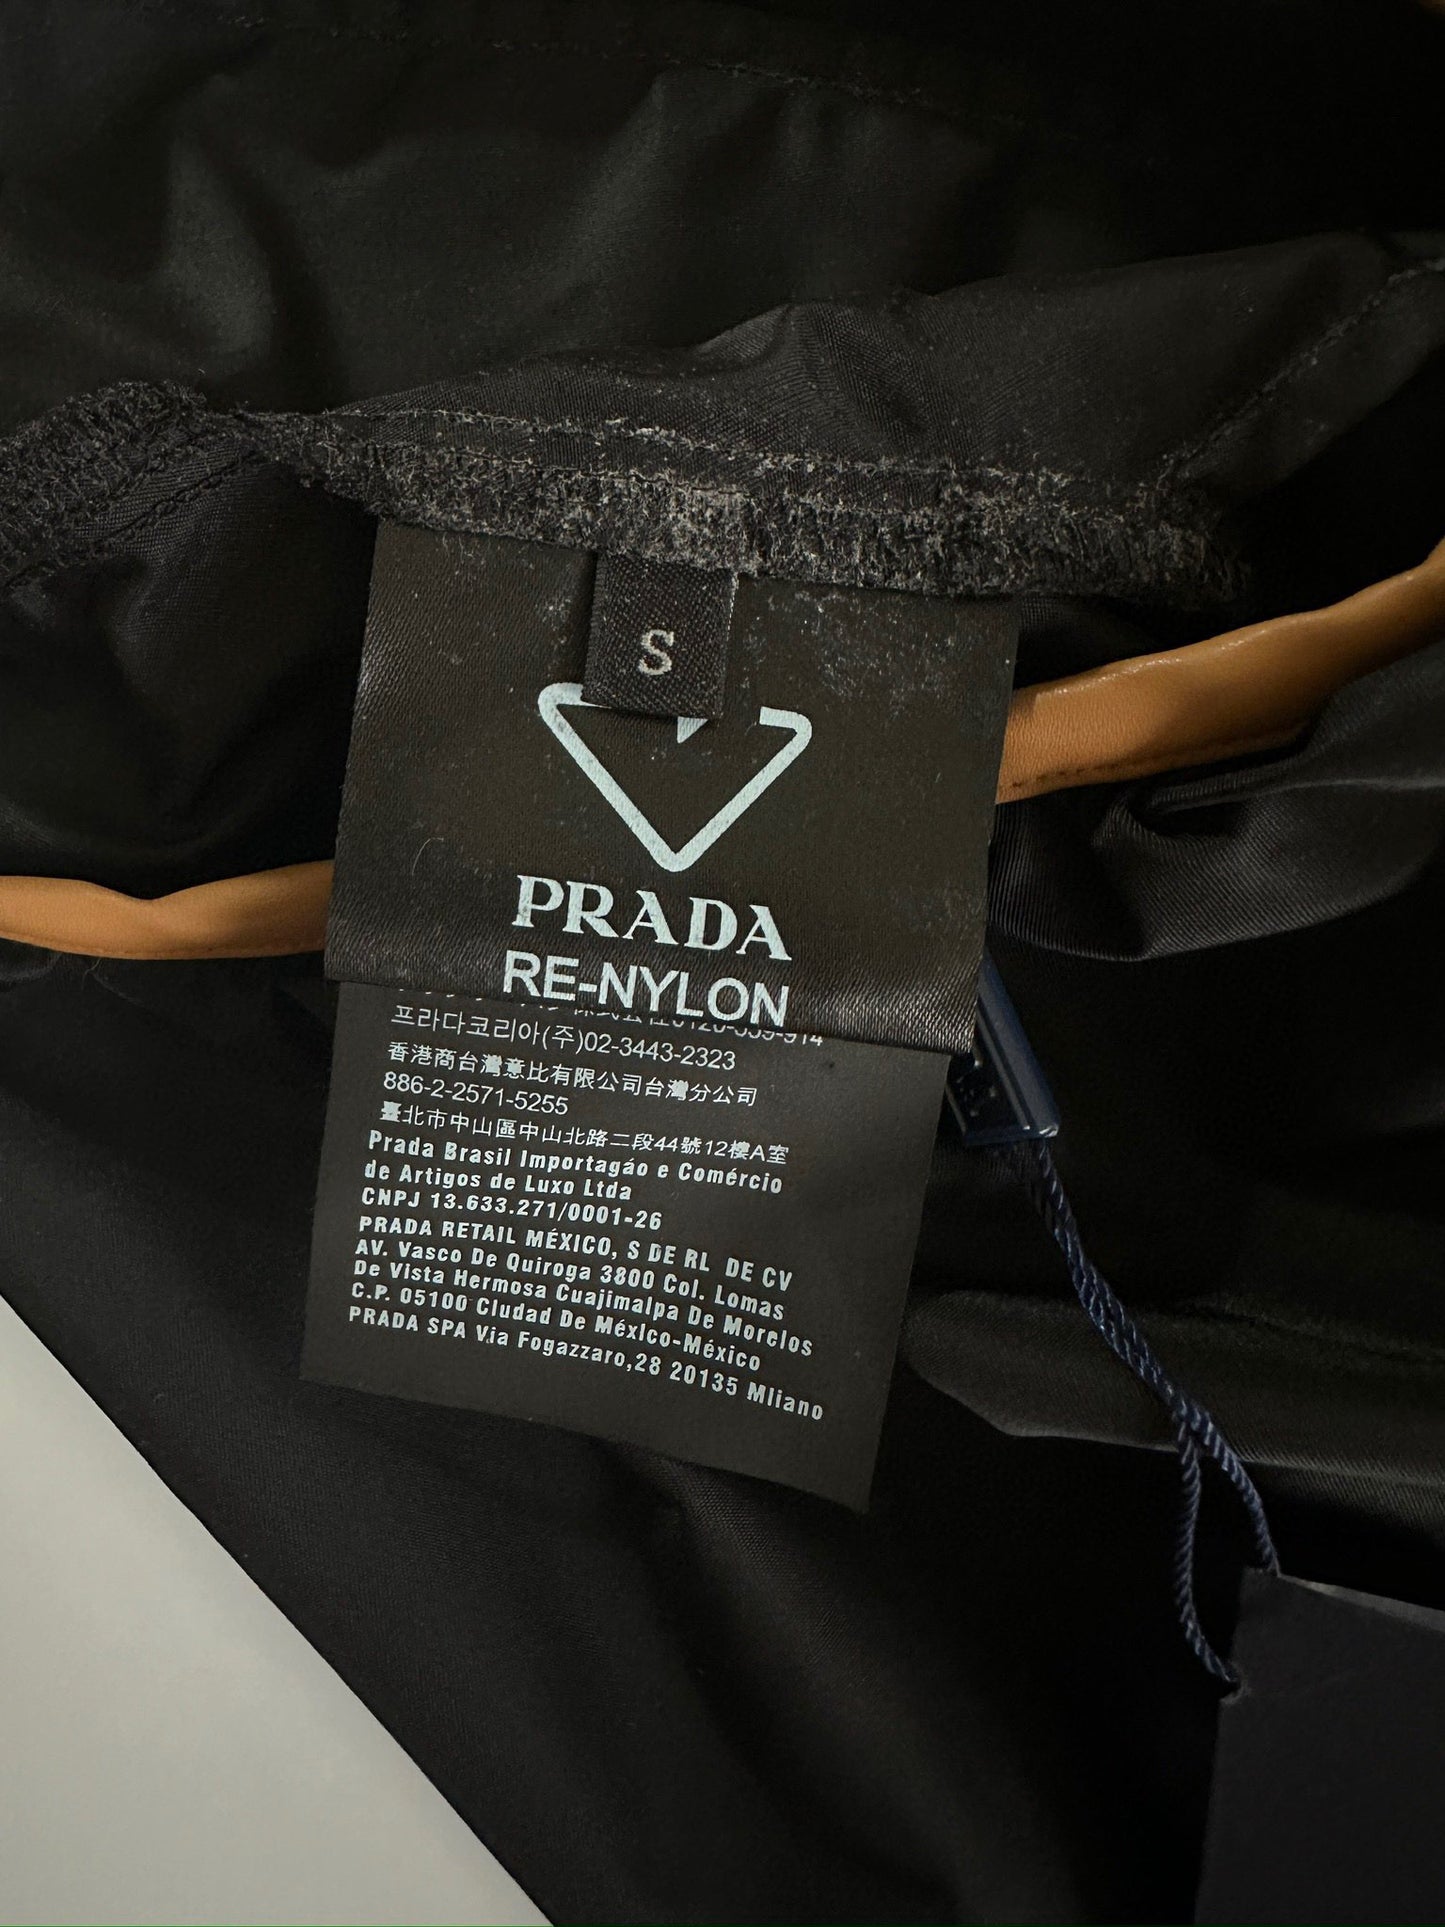 S
PRADA
RE-NYLON
0120-559-914
프라다코리아(주)02-3443-2323
香港商台灣意比有限公司台灣分公司
886-2-2571-5255
臺北市中山區中山北路二段44號12樓A室
Prada Brasil Importagáo e Comércio
de Artigos de Luxo Ltda
CNPJ 13.633.271/0001-26
PRADA RETAIL MÉXICO, S DE RL DE CV
AV. Vasco De Quiroga 3800 Col. Lomas
De Vista Hermosa Cuajimalpa De Morelos
C.P. 05100 CIudad De MéxIco-México
PRADA SPA Via Fogazzaro,28 20135 MIiano